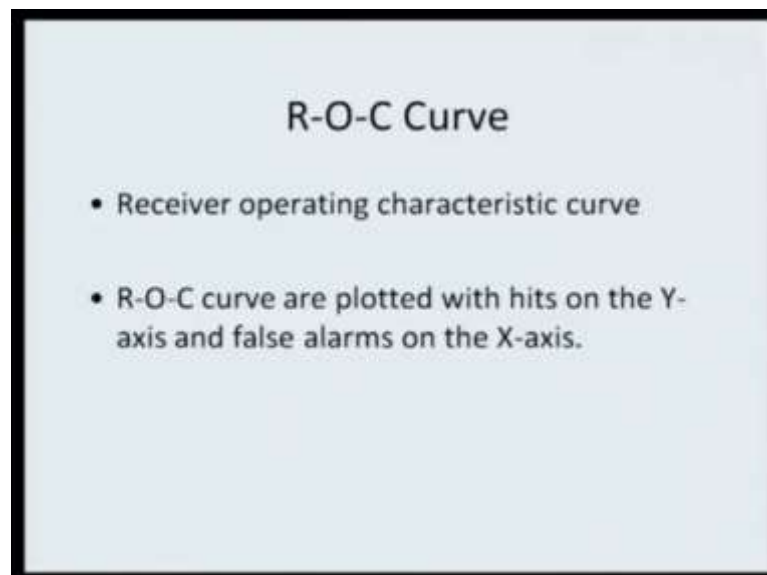 R-O-C Curve
• Receiver operating characteristic curve
• R-O-C curve are plotted with hits on the Y-
axis and false alarms on the X-axis.